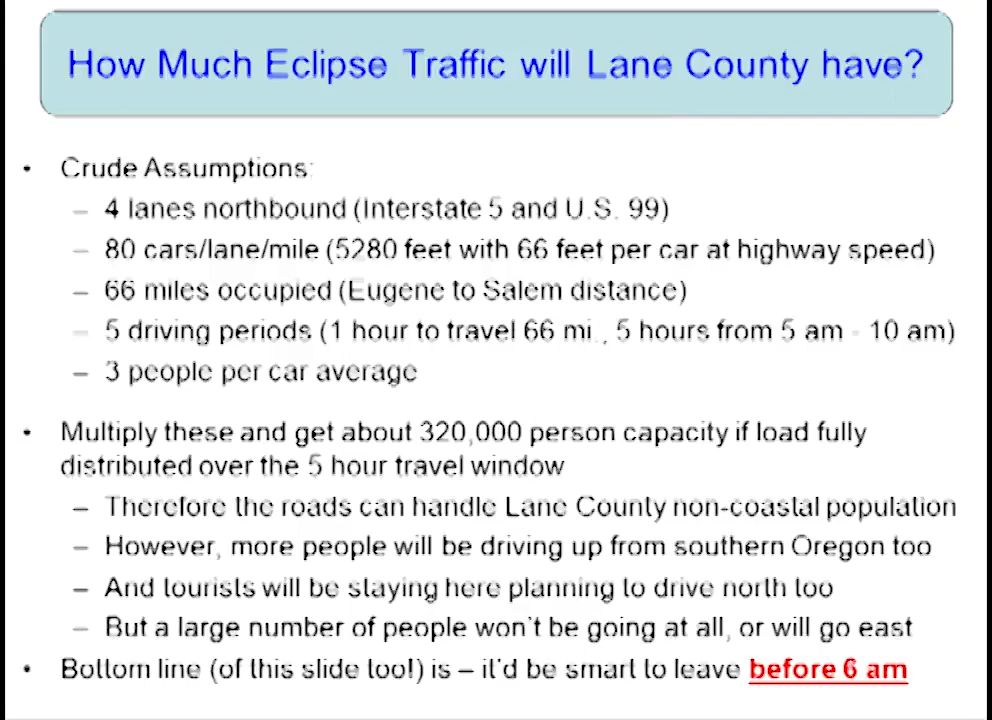 How Much Eclipse Traffic will Lane County have?
• Crude Assumptions:
– 4 lanes northbound (Interstate 5 and U.S. 99)
– 80 cars/lane/mile (5280 feet with 66 feet per car at highway speed)
– 66 miles occupied (Eugene to Salem distance)
– 5 driving periods (1 hour to travel 66 mi., 5 hours from 5 am - 10 am)
– 3 people per car average
• Multiply these and get about 320,000 person capacity if load fully
distributed over the 5 hour travel window
– Therefore the roads can handle Lane County non-coastal population
– However, more people will be driving up from southern Oregon too
– And tourists will be staying here planning to drive north too
– But a large number of people won't be going at all, or will go east
• Bottom line (of this slide too!) is – it'd be smart to leave before 6 am